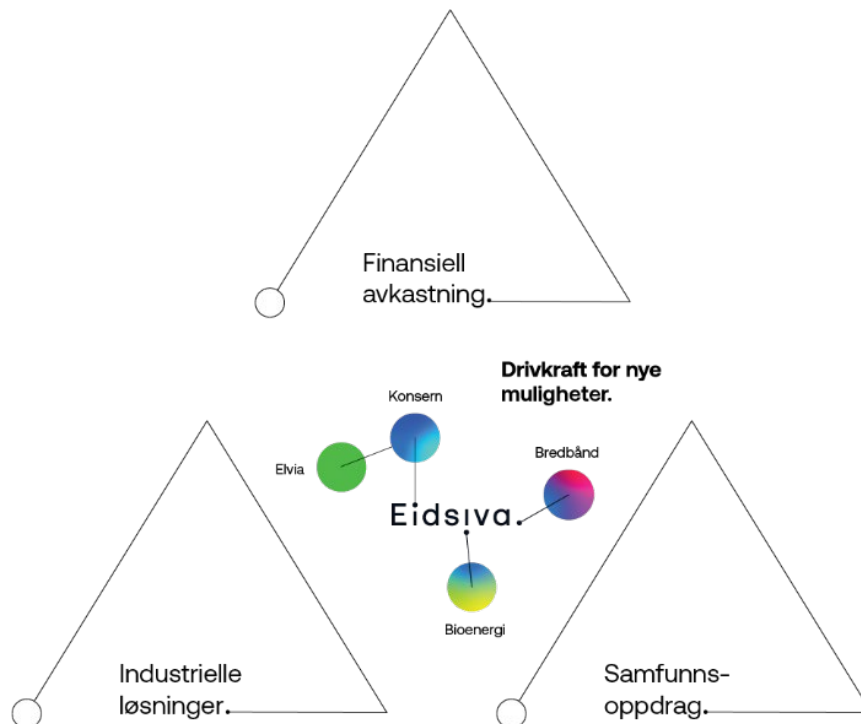 Finansiell
avkastning.
Drivkraft for nye
muligheter.
Konsern
Elvia
Bredbånd
Eidsiva.
Bioenergi
Industrielle
løsninger.
Samfunns-
oppdrag.